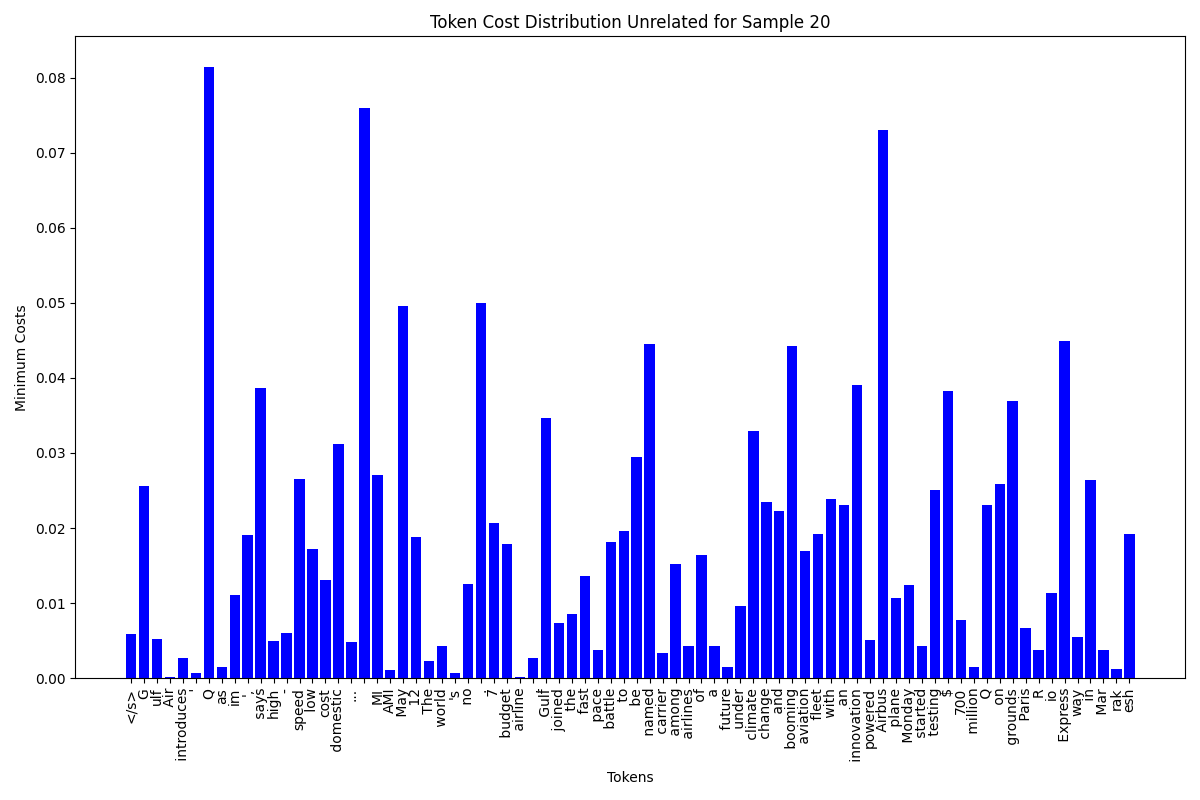 Token Cost Distribution Unrelated for Sample 20
Minimum Costs
0.08
0.07
0.06
0.05
0.04
0.03
0.02
0.01
0.00
</s>
G
ulf
Air
introduces
'
Q
as
im
'
says
high
-
speed
low
cost
domestic
...
MI
AMI
May
12
The
world
's
no
7
budget
airline
Gulf
joined
the
fast
pace
battle
to
be
named
carrier
among
airlines
of
a
future
under
climate
change
and
booming
aviation
fleet
with
an
innovation
powered
Airbus
plane
Monday
started
testing
$
700
million
Q
on
grounds
Paris
R
io
Express
way
in
Mar
rak
esh
Tokens